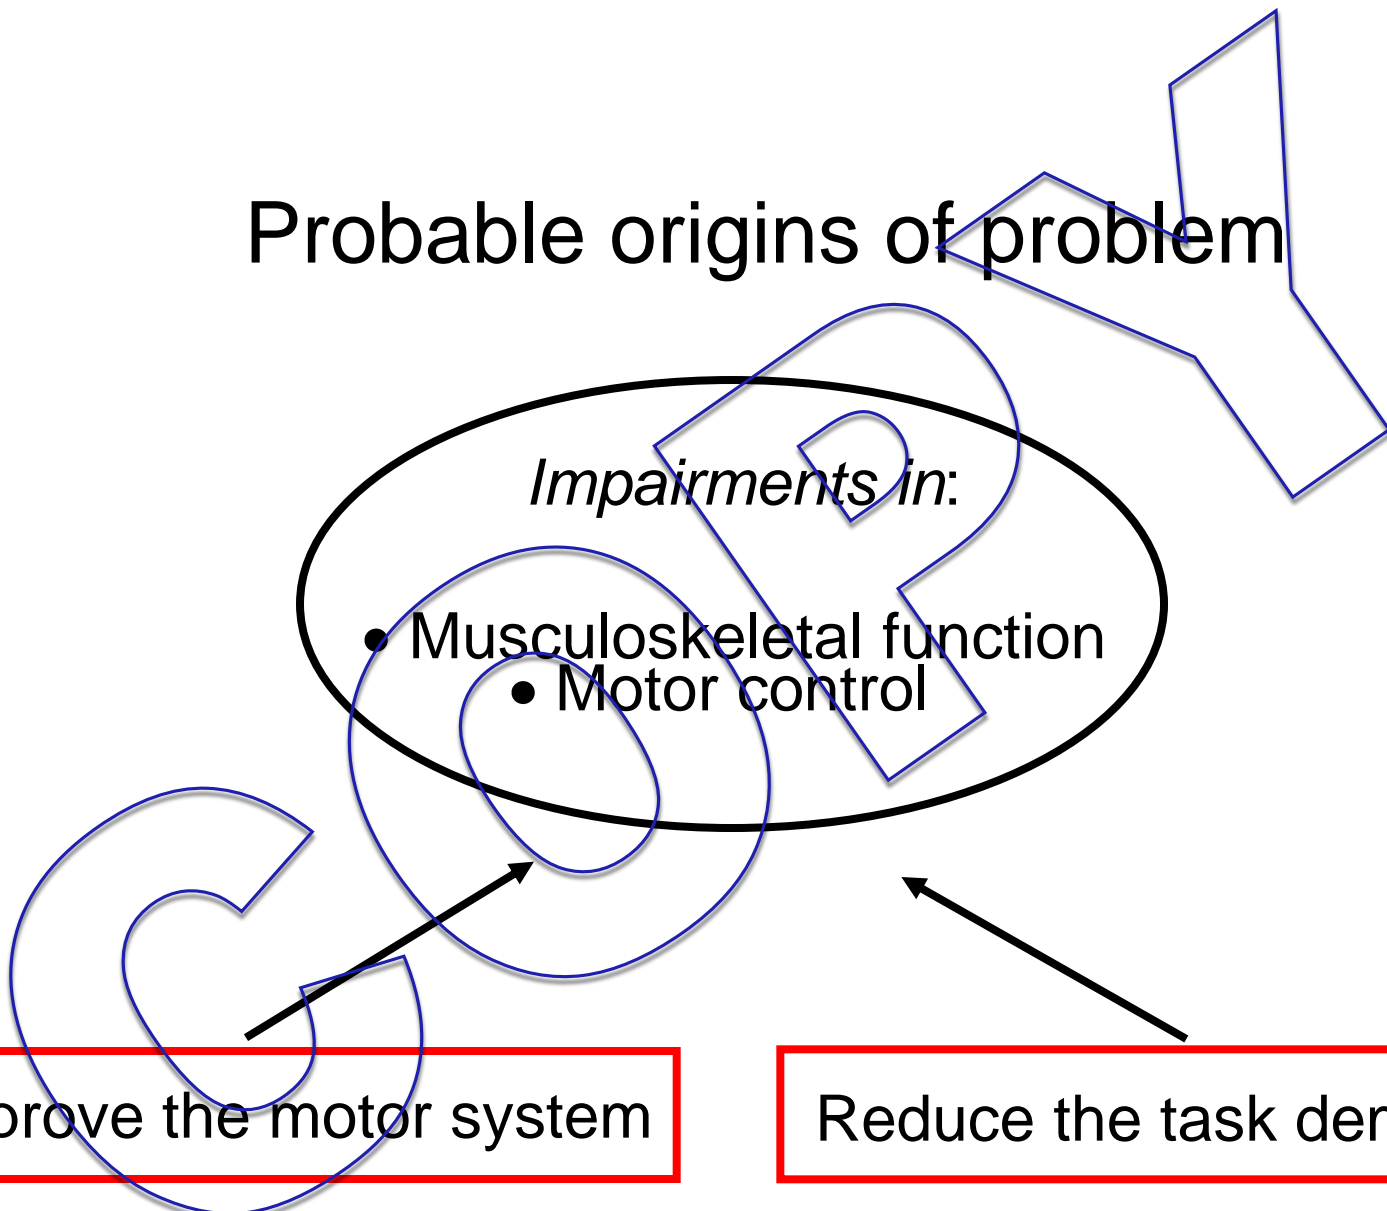 Probable origins of problem
Impairments in:
• Musculoskeletal function
• Motor control
prove the motor system
Reduce the task der
COPY